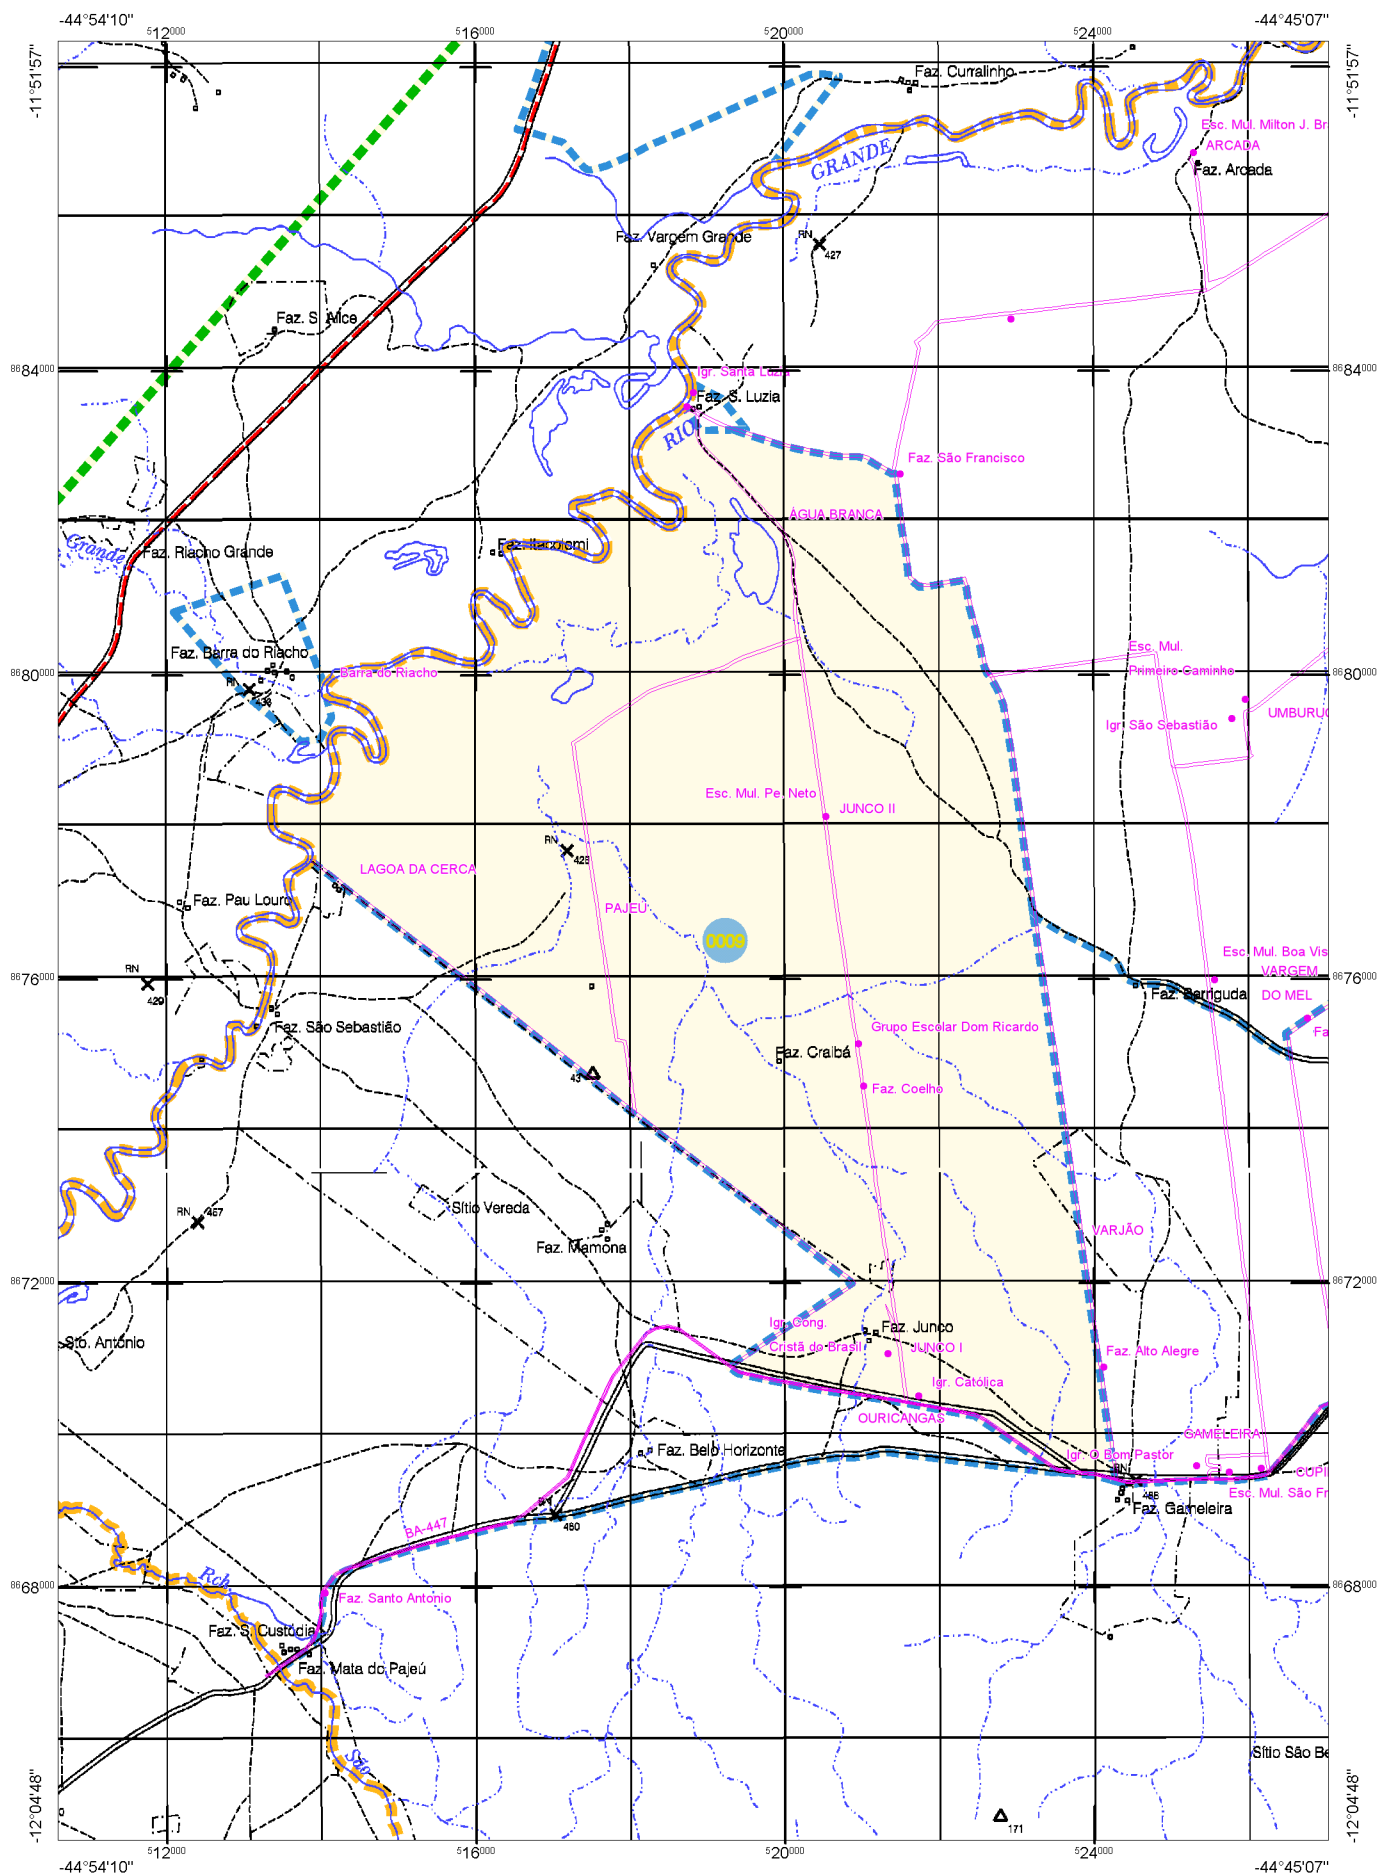 -44°54'10"
-44°45'07"
512000
516000
520000
524000
-11°51'57"
-11°51'57"
Faz. Curralinho
Esc. Mul. Milton J. Br
ARCADA
GRANDE
Faz. Arcada
Faz. Vargem Grande
RN
427
Faz. S. Alice
8684000
8684000
Igr. Santa Luzia
Faz. S. Luzia
RIO
Faz. São Francisco
ÁGUA BRANCA
Grande
Faz. Riacho Grande
Faz. Itacolomi
Faz. Barra do Riacho
Esc. Mul.
Primeiro Caminho
8680000
Barra do Riacho
8680000
Igr. São Sebastião
UMBURU
Esc. Mul. Pe. Neto
JUNCO II
RN
LAGOA DA CERCA
Faz. Pau Louro
PAJEÚ
0009
Esc. Mul. Boa Vis
RN
VARGEM
8676000
8676000
429
DO MEL
Faz. Barriguda
Faz. São Sebastião
Grupo Escolar Dom Ricardo
Fa
Faz. Craibá
43
Faz. Coelho
RN
467
Sítio Vereda
Faz. Mamona
VARJÃO
8672000
8672000
Sto. Antônio
Igr. Cong.
Faz. Junco
Cristã do Brasil
JUNCO I
Faz. Alto Alegre
Igr. Católica
OURICANGAS
GAMELEIRA
Faz. Belo Horizonte
Igr. O Bom Pastor
RN
CUPI
Esc. Mul. São Fr
Faz. Gameleira
BA-447
460
Rch.
8668000
8668000
Faz. Santo Antonio
Faz. S. Custódia
Faz. Mata do Pajeú
São
Sítio São Be
171
-12°04'48"
-12°04'48"
512000
516000
520000
524000
-44°54'10"
-44°45'07"